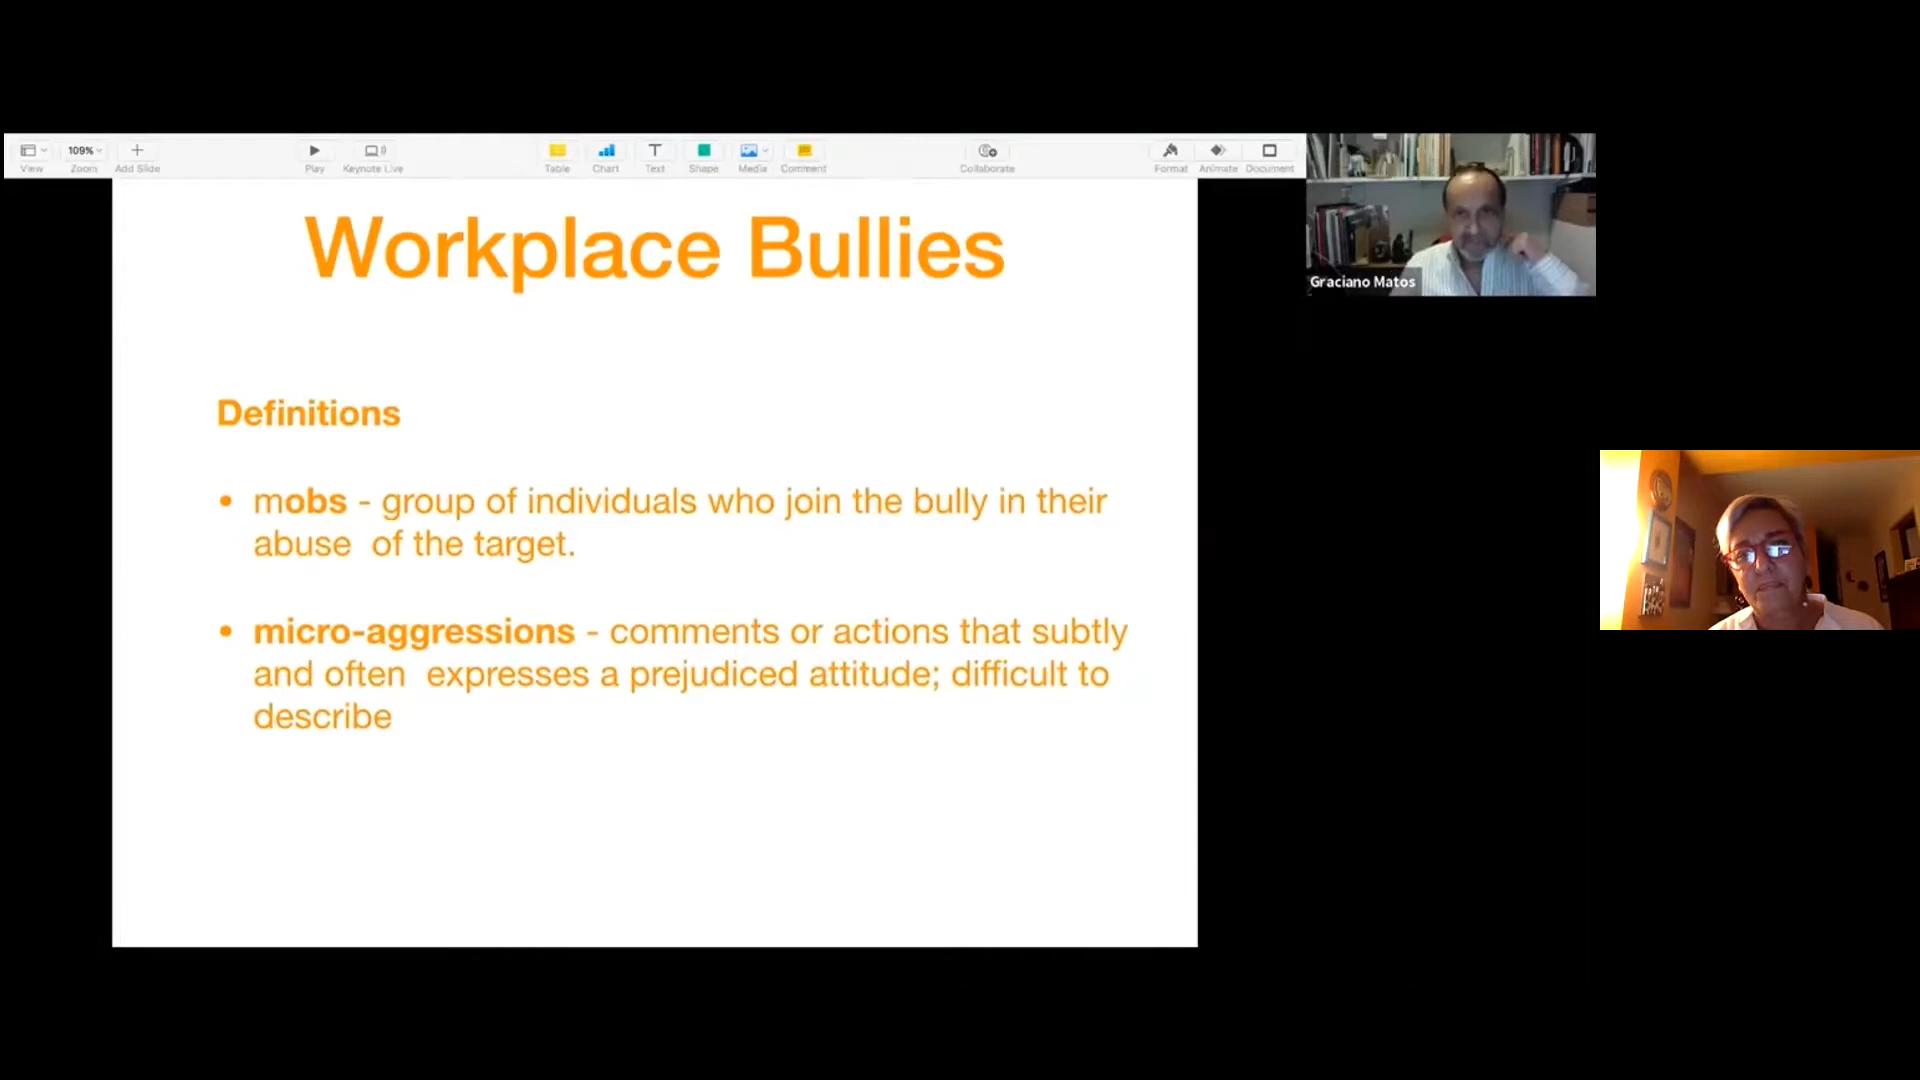 109%
View
Zoom
Add Slide
Play
Keynote Live
Table
Chart
Text
Shape
Media
Comment
Collaborate
Format
Animate
Document
Workplace Bullies
Graciano Matos
Definitions
• mobs - group of individuals who join the bully in their
abuse  of the target.
• micro-aggressions - comments or actions that subtly
and often  expresses a prejudiced attitude; difficult to
describe